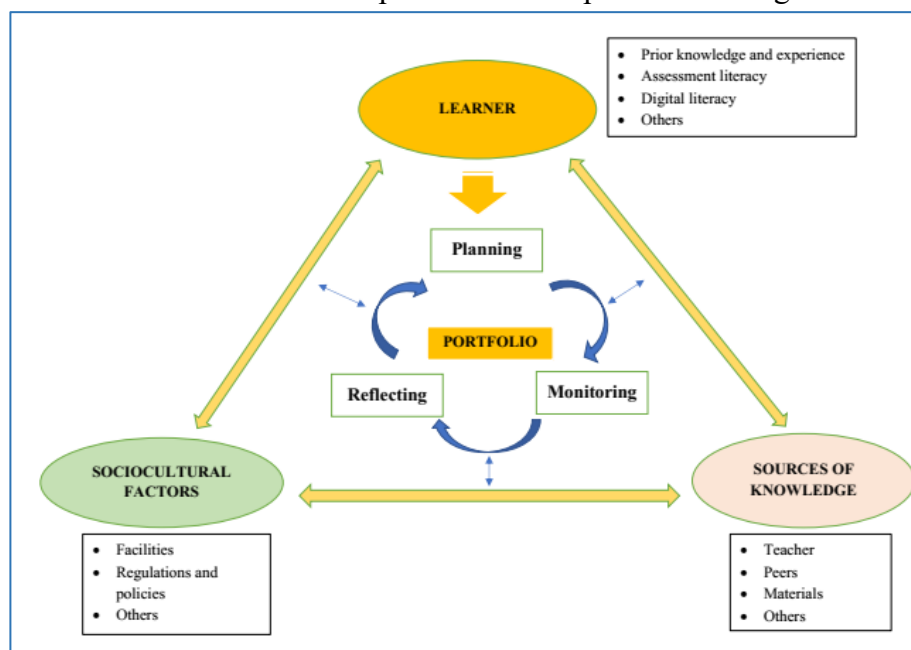 • Prior knowledge and experience
• Assessment literacy
• Digital literacy
• Others
LEARNER
Planning
PORTFOLIO
Reflecting
Monitoring
SOCIOCULTURAL
FACTORS
SOURCES OF
KNOWLEDGE
• Facilities
• Regulations and
policies
• Others
• Teacher
• Peers
• Materials
• Others